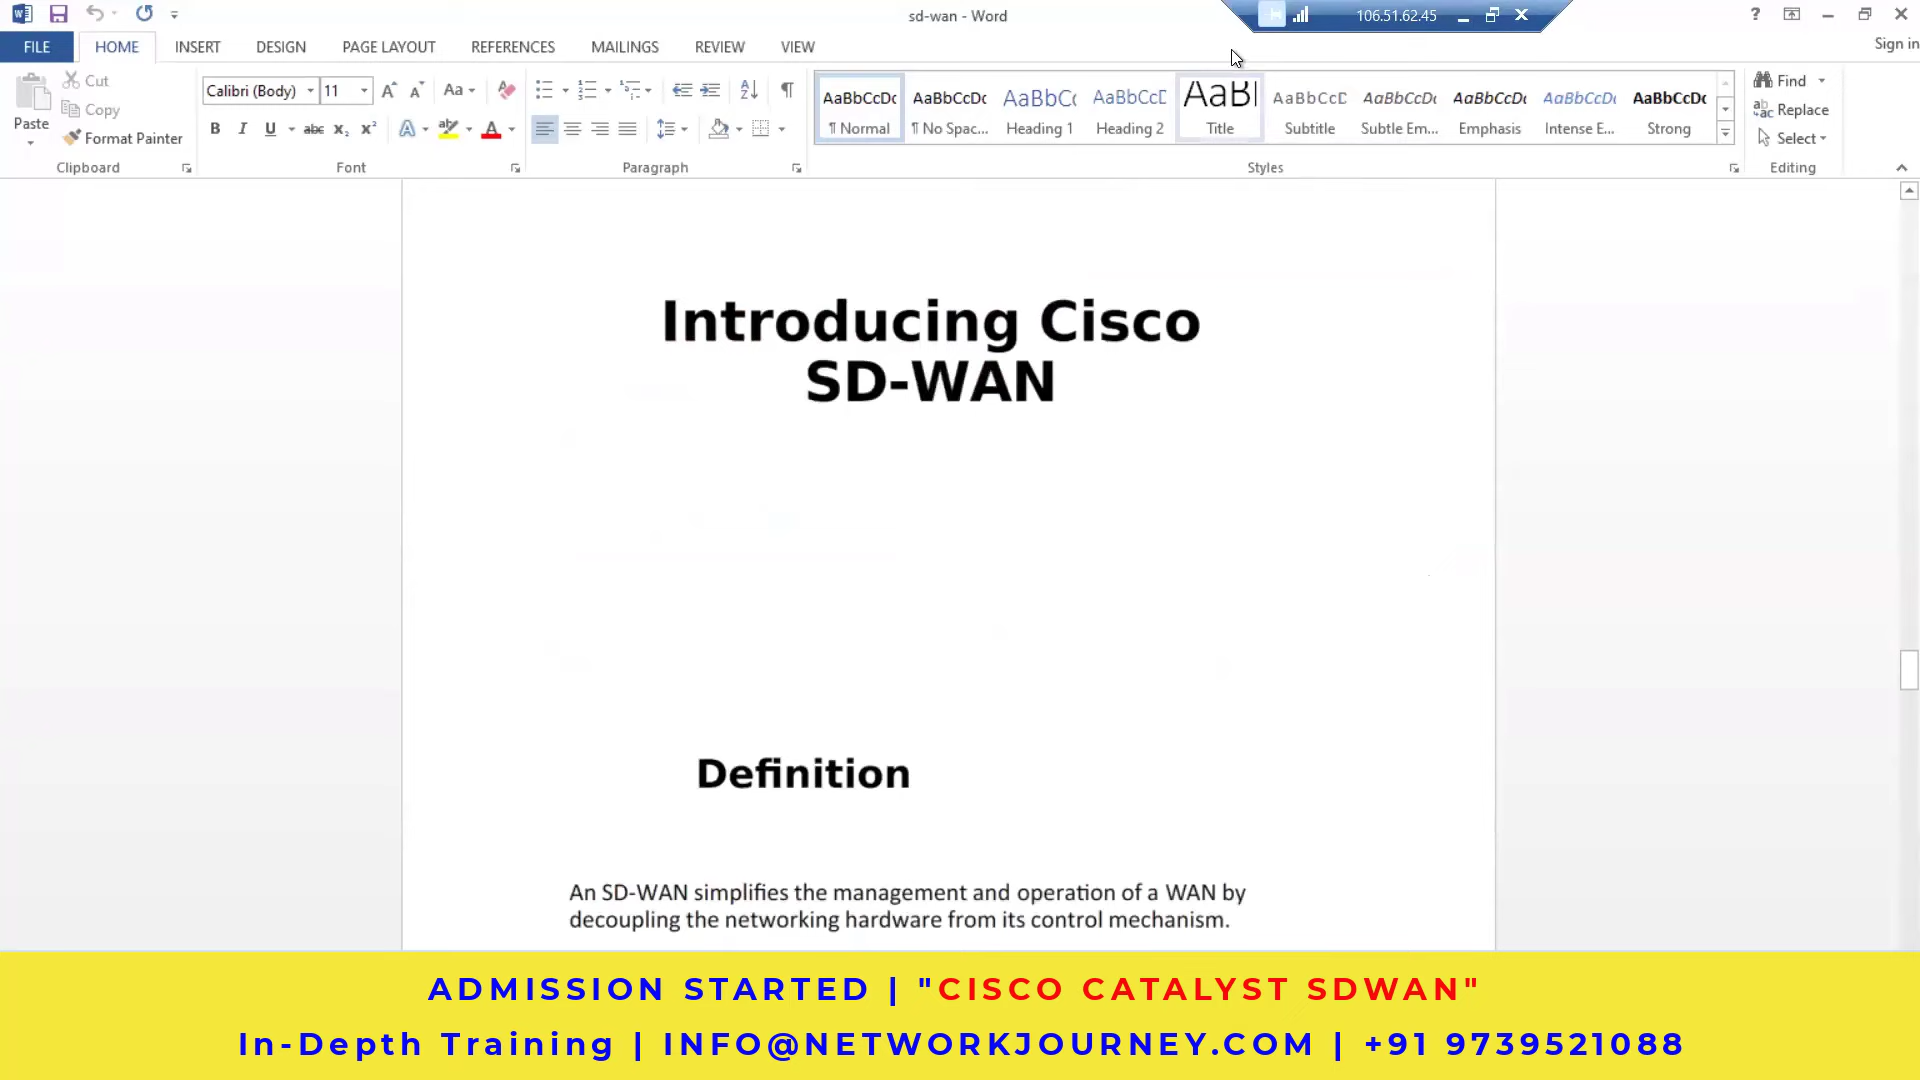 sd-wan - Word
106.51.62.45
FILE HOME INSERT DESIGN PAGE LAYOUT REFERENCES MAILINGS REVIEW VIEW
Sign in
Paste
Cut
Copy
Format Painter
Clipboard
Calibri (Body) 11
Font
Paragraph
AaBbCcDc AaBbCcDc AaBbCc AaBbCcD AaBl AaBbCcD AaBbCcDc AaBbCcDc AaBbCcDc AaBbCcDc
¶ Normal ¶ No Spac... Heading 1 Heading 2 Title Subtitle Subtle Em... Emphasis Intense E... Strong
Styles
Find
Replace
Select
Editing
Introducing Cisco
SD-WAN
Definition
An SD-WAN simplifies the management and operation of a WAN by
decoupling the networking hardware from its control mechanism.
ADMISSION STARTED | "CISCO CATALYST SDWAN"
In-Depth Training | INFO@NETWORKJOURNEY.COM | +91 9739521088